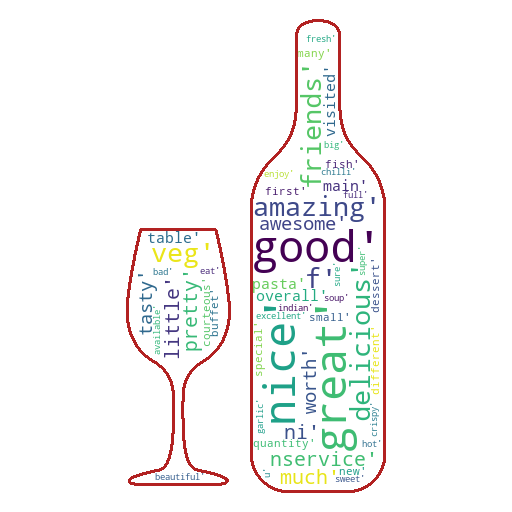 fresh'
many'
friends'
visited'
big'
fish'
chilli'
enjoy'
first'
main'
full'
amazing'
awesome'
good'
table'
veg'
bad'
eat'
tasty'
little'
pretty'
courteous'
buffet'
available'
beautiful'
pasta'
f'
sure'
super'
dessert'
overall'
soup'
indian'
excellent'
small'
nice'
great'
delicious'
special'
worth'
different'
garlic'
ni'
crispy'
quantity'
hot'
nservice'
u'
much'
new'
sweet'